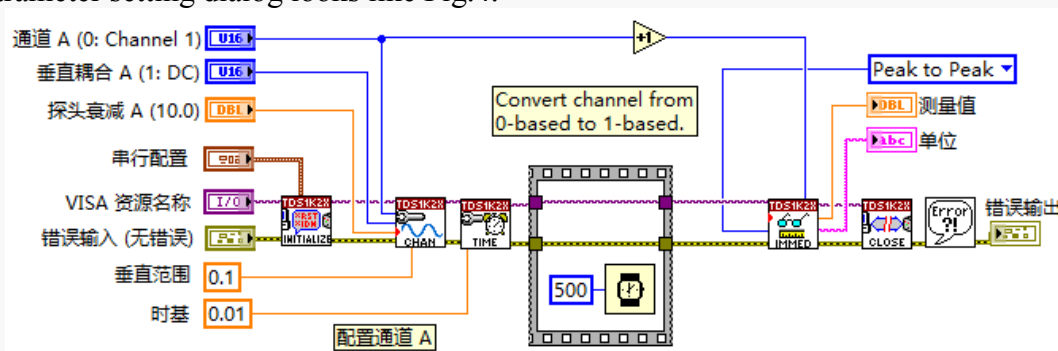 rameter setting dialog looks like Fig.4.
通道 A (0: Channel 1)
U16
+1
垂直耦合 A (1: DC)
U16
Peak to Peak
探头衰减 A (10.0)
DBL
Convert channel from
0-based to 1-based.
DBL
测量值
abc
单位
串行配置
VISA 资源名称
I/O
TDS1K2X
INITIALIZE
TDS1K2X
CHAN
TDS1K2X
TIME
TDS1K2X
IMMED
TDS1K2X
CLOSE
Error
?!
错误输出
错误输入 (无错误)
垂直范围
0.1
500
时基
0.01
配置通道 A